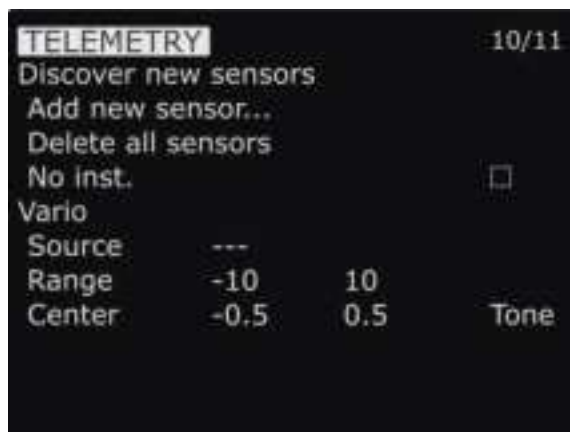 TELEMETRY 10/11
Discover new sensors
Add new sensor...
Delete all sensors
No inst.
Vario
Source ---
Range -10 10
Center -0.5 0.5 Tone